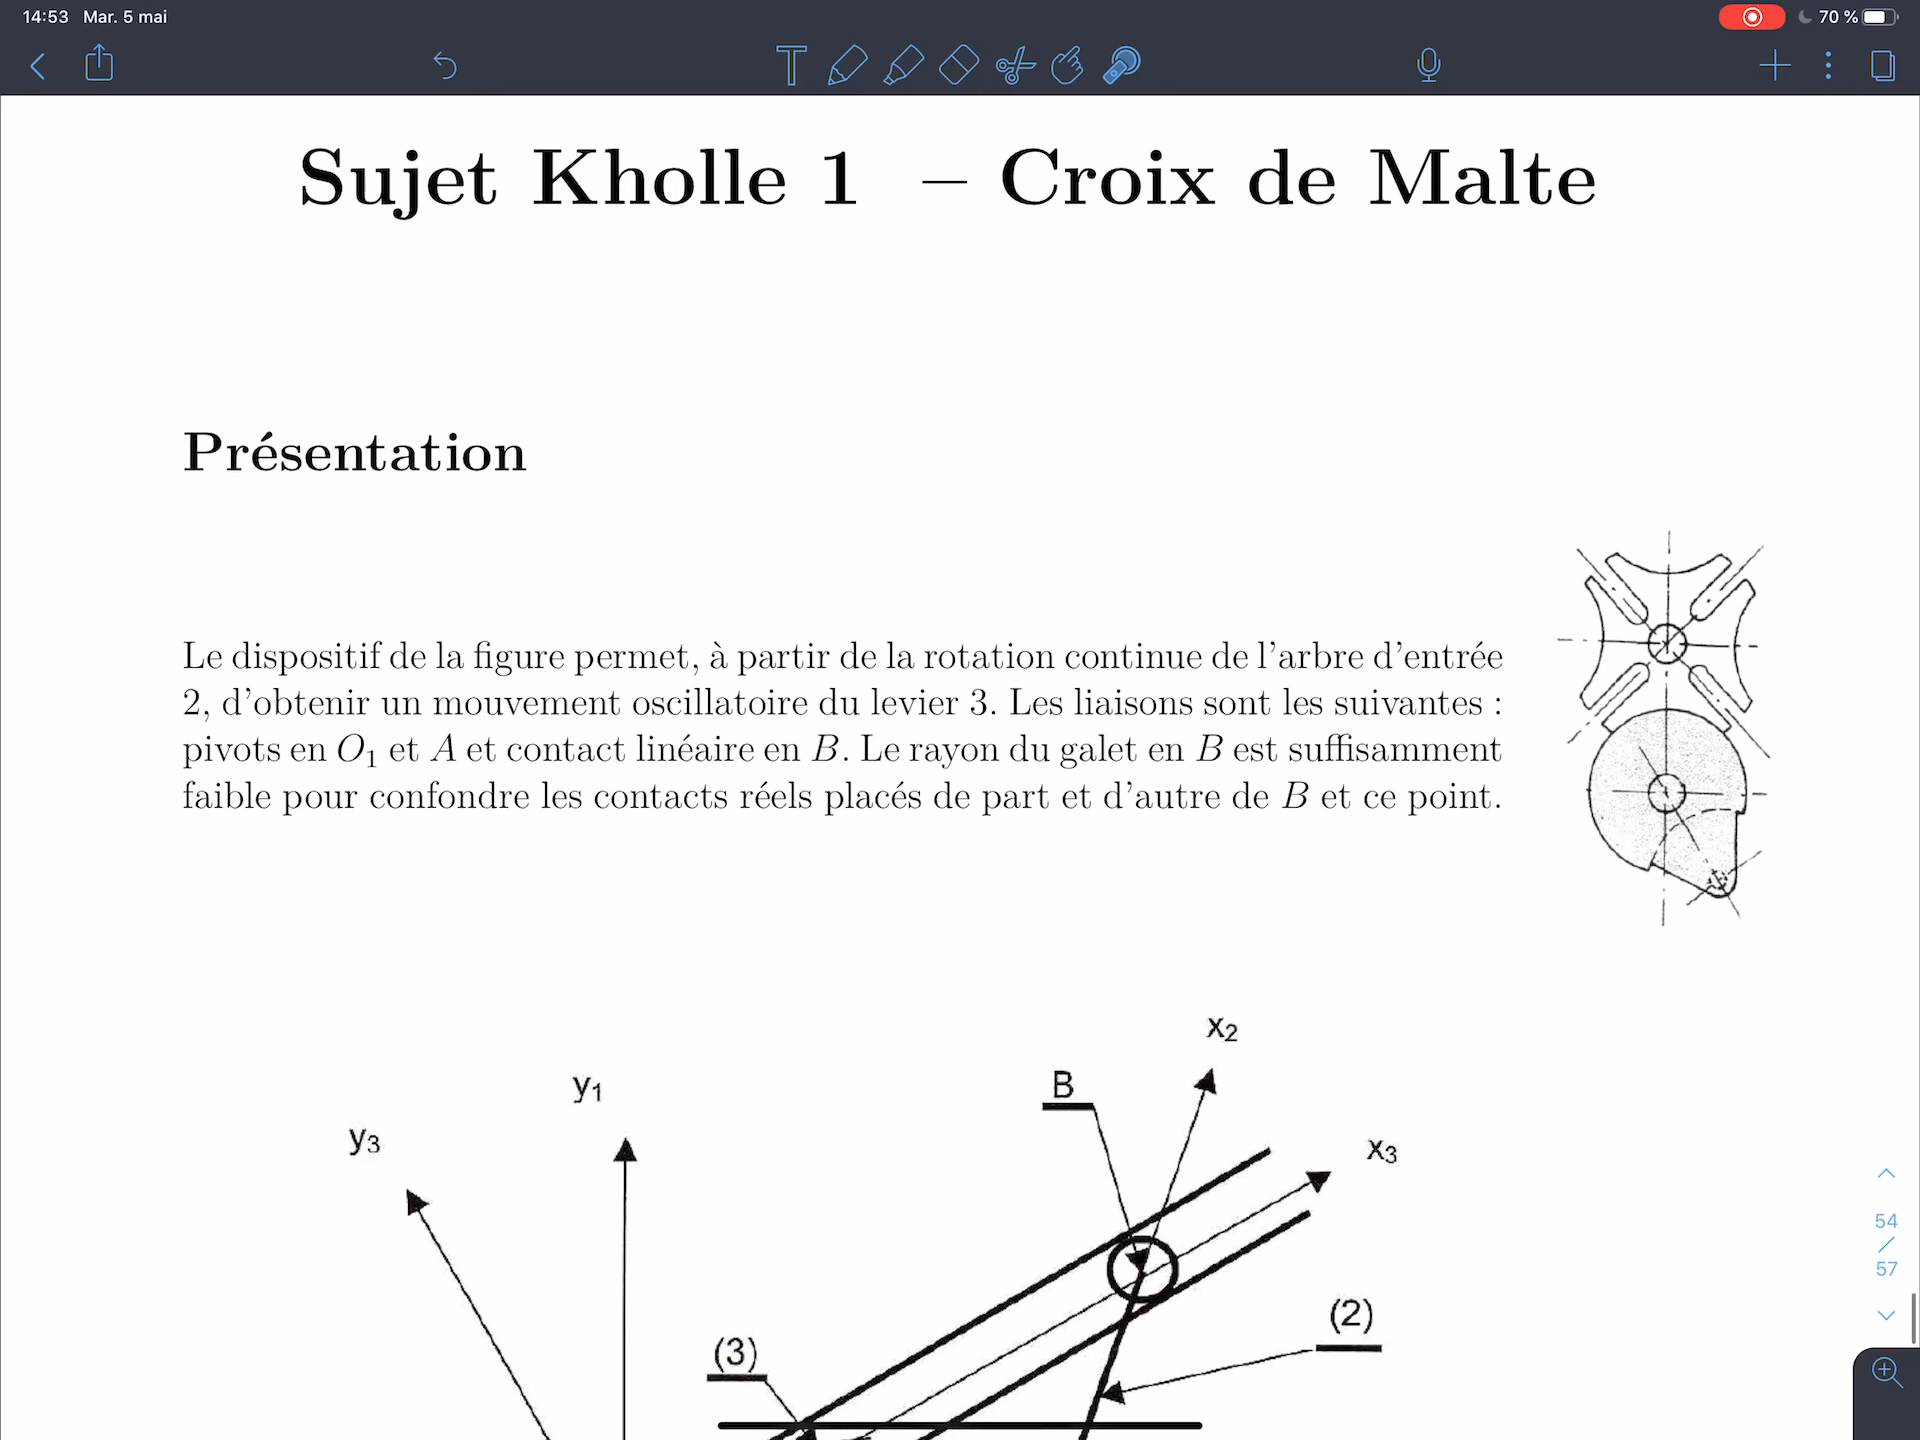 14:53 Mar. 5 mai
70 %
Sujet Kholle 1 – Croix de Malte
Présentation
Le dispositif de la figure permet, à partir de la rotation continue de l'arbre d'entrée
2, d'obtenir un mouvement oscillatoire du levier 3. Les liaisons sont les suivantes :
pivots en O₁ et A et contact linéaire en B. Le rayon du galet en B est suffisamment
faible pour confondre les contacts réels placés de part et d'autre de B et ce point.
x₂
B
y₁
y₃
x₃
54
/
57
(2)
(3)